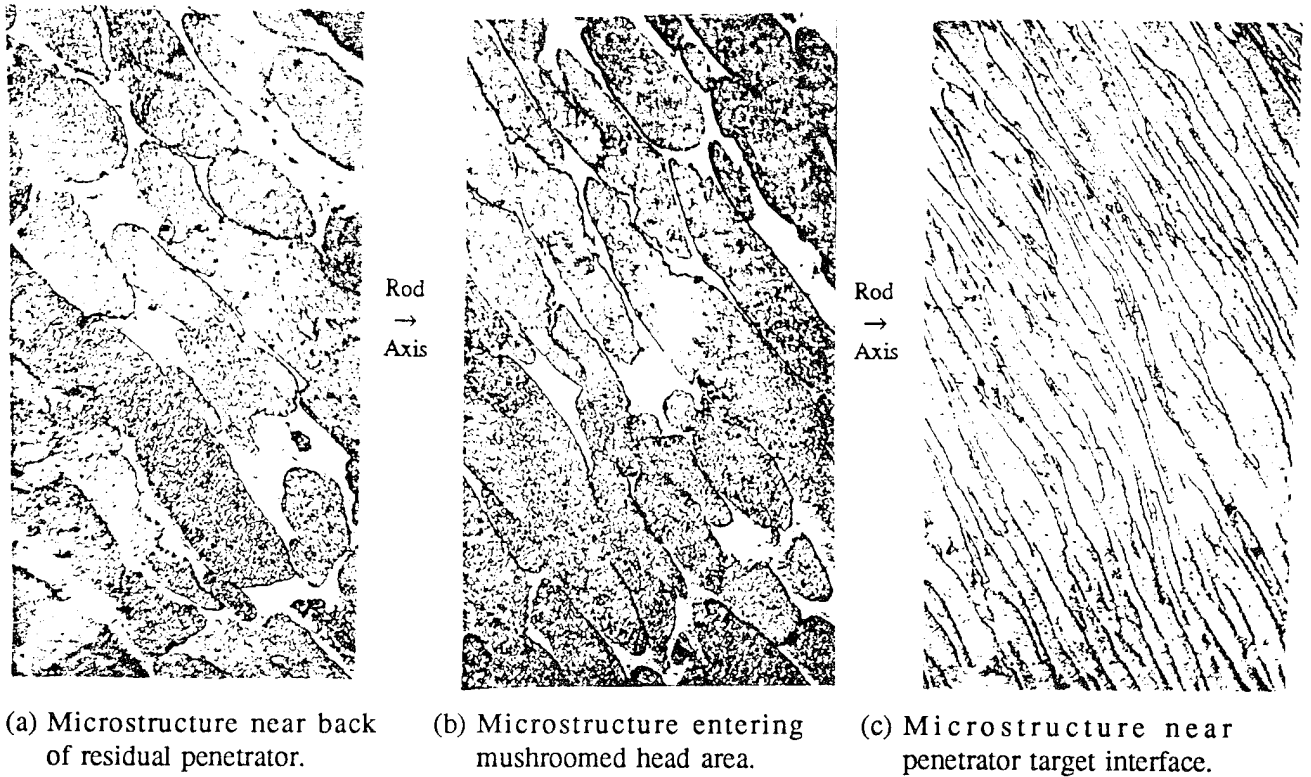 Rod
→
Axis
Rod
→
Axis
(a) Microstructure near back
of residual penetrator.
(b) Microstructure entering
mushroomed head area.
(c) Microstructure near
penetrator target interface.